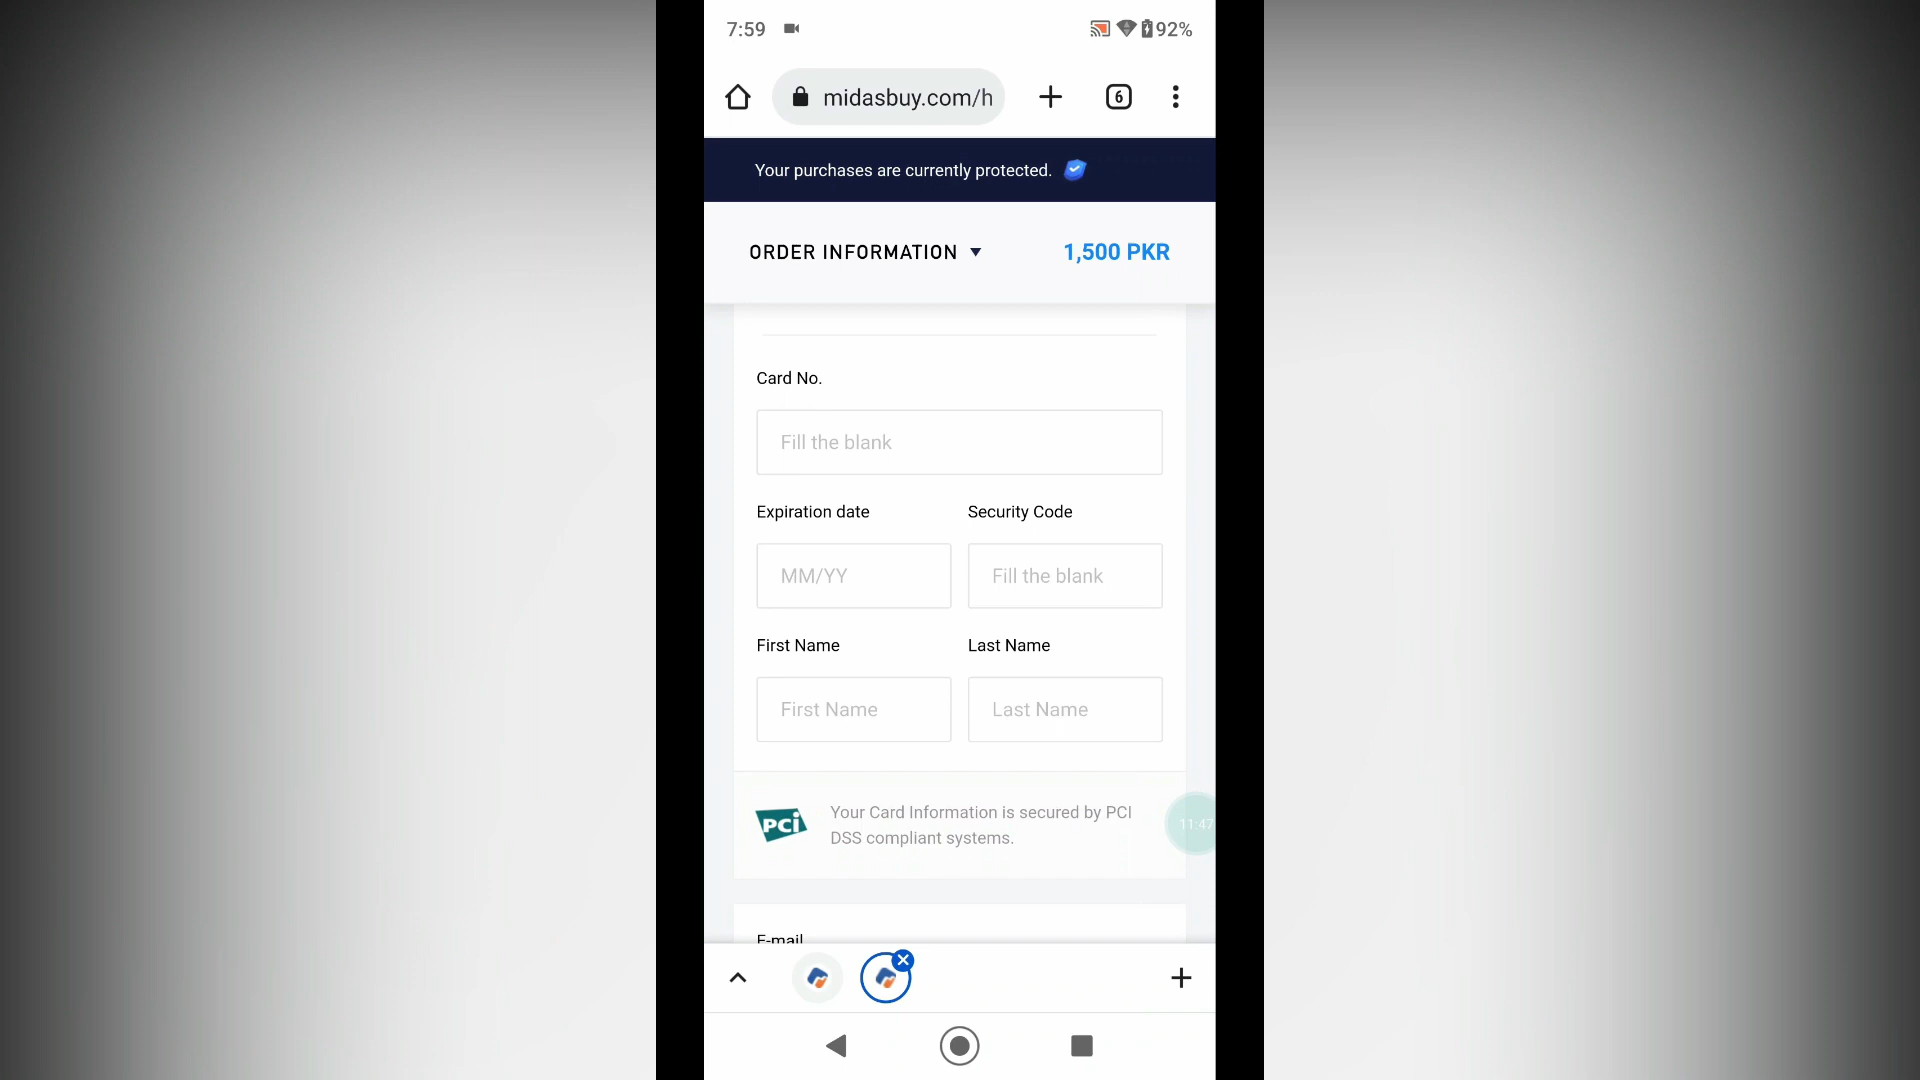 7:59
92%
midasbuy.com/h
6
Your purchases are currently protected.
ORDER INFORMATION
1,500 PKR
Card No.
Fill the blank
Expiration date
Security Code
MM/YY
Fill the blank
First Name
Last Name
First Name
Last Name
PCi
Your Card Information is secured by PCI
DSS compliant systems.
11:47
E-mail